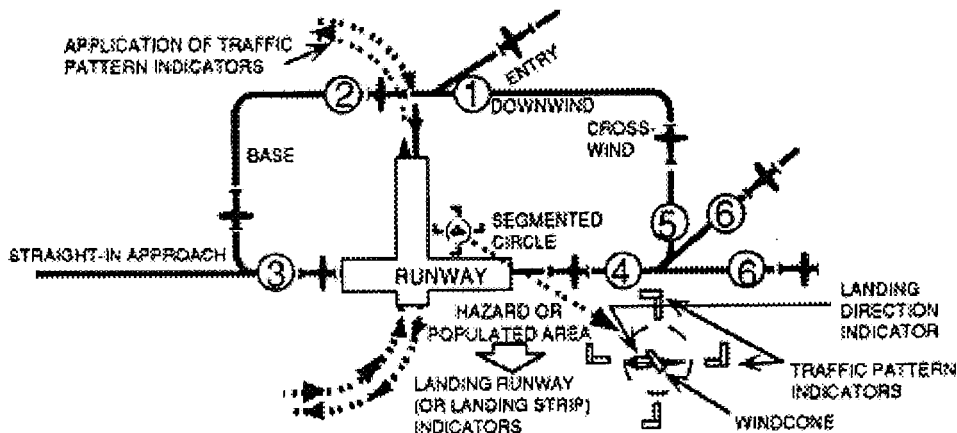 APPLICATION OF TRAFFIC
PATTERN INDICATORS
ENTRY
2
1
DOWNWIND
CROSS-
WIND
BASE
SEGMENTED
CIRCLE
5
6
STRAIGHT-IN APPROACH
3
RUNWAY
4
6
HAZARD OR
POPULATED AREA
LANDING
DIRECTION
INDICATOR
LANDING RUNWAY
(OR LANDING STRIP)
INDICATORS
TRAFFIC PATTERN
INDICATORS
WINDCONE